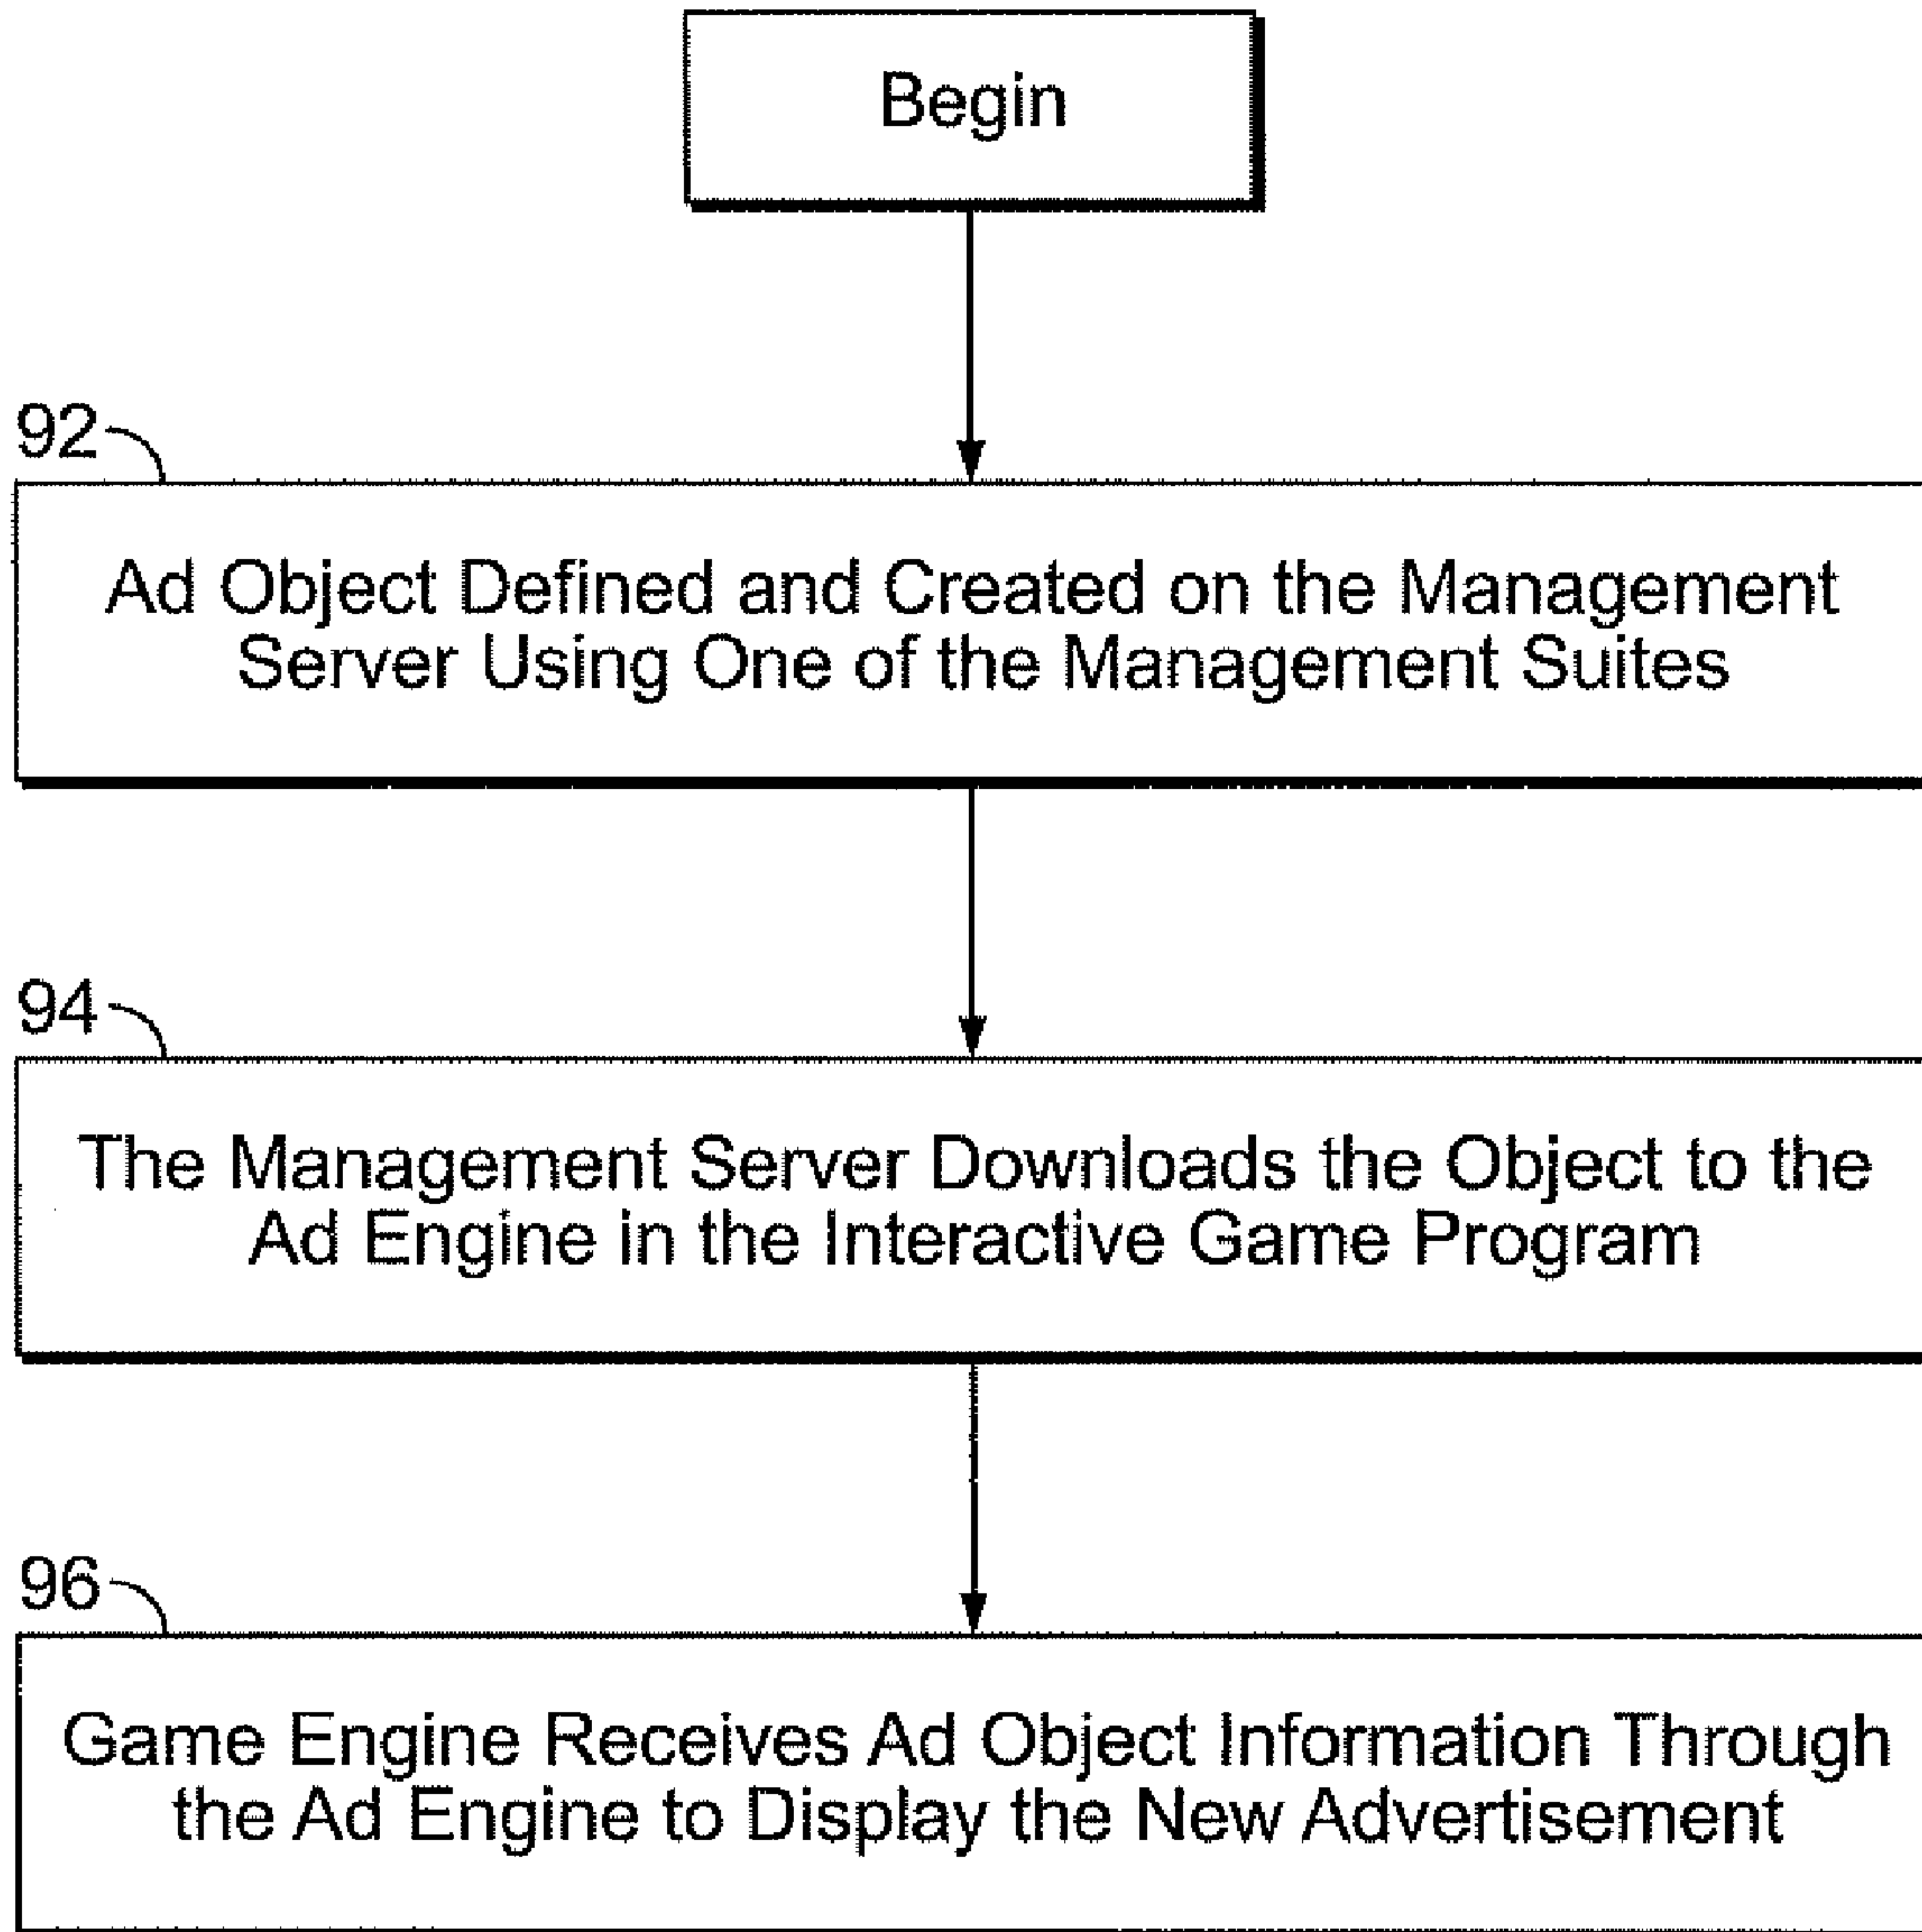 Begin
92
Ad Object Defined and Created on the Management
Server Using One of the Management Suites
94
The Management Server Downloads the Object to the
Ad Engine in the Interactive Game Program
96
Game Engine Receives Ad Object Information Through
the Ad Engine to Display the New Advertisement